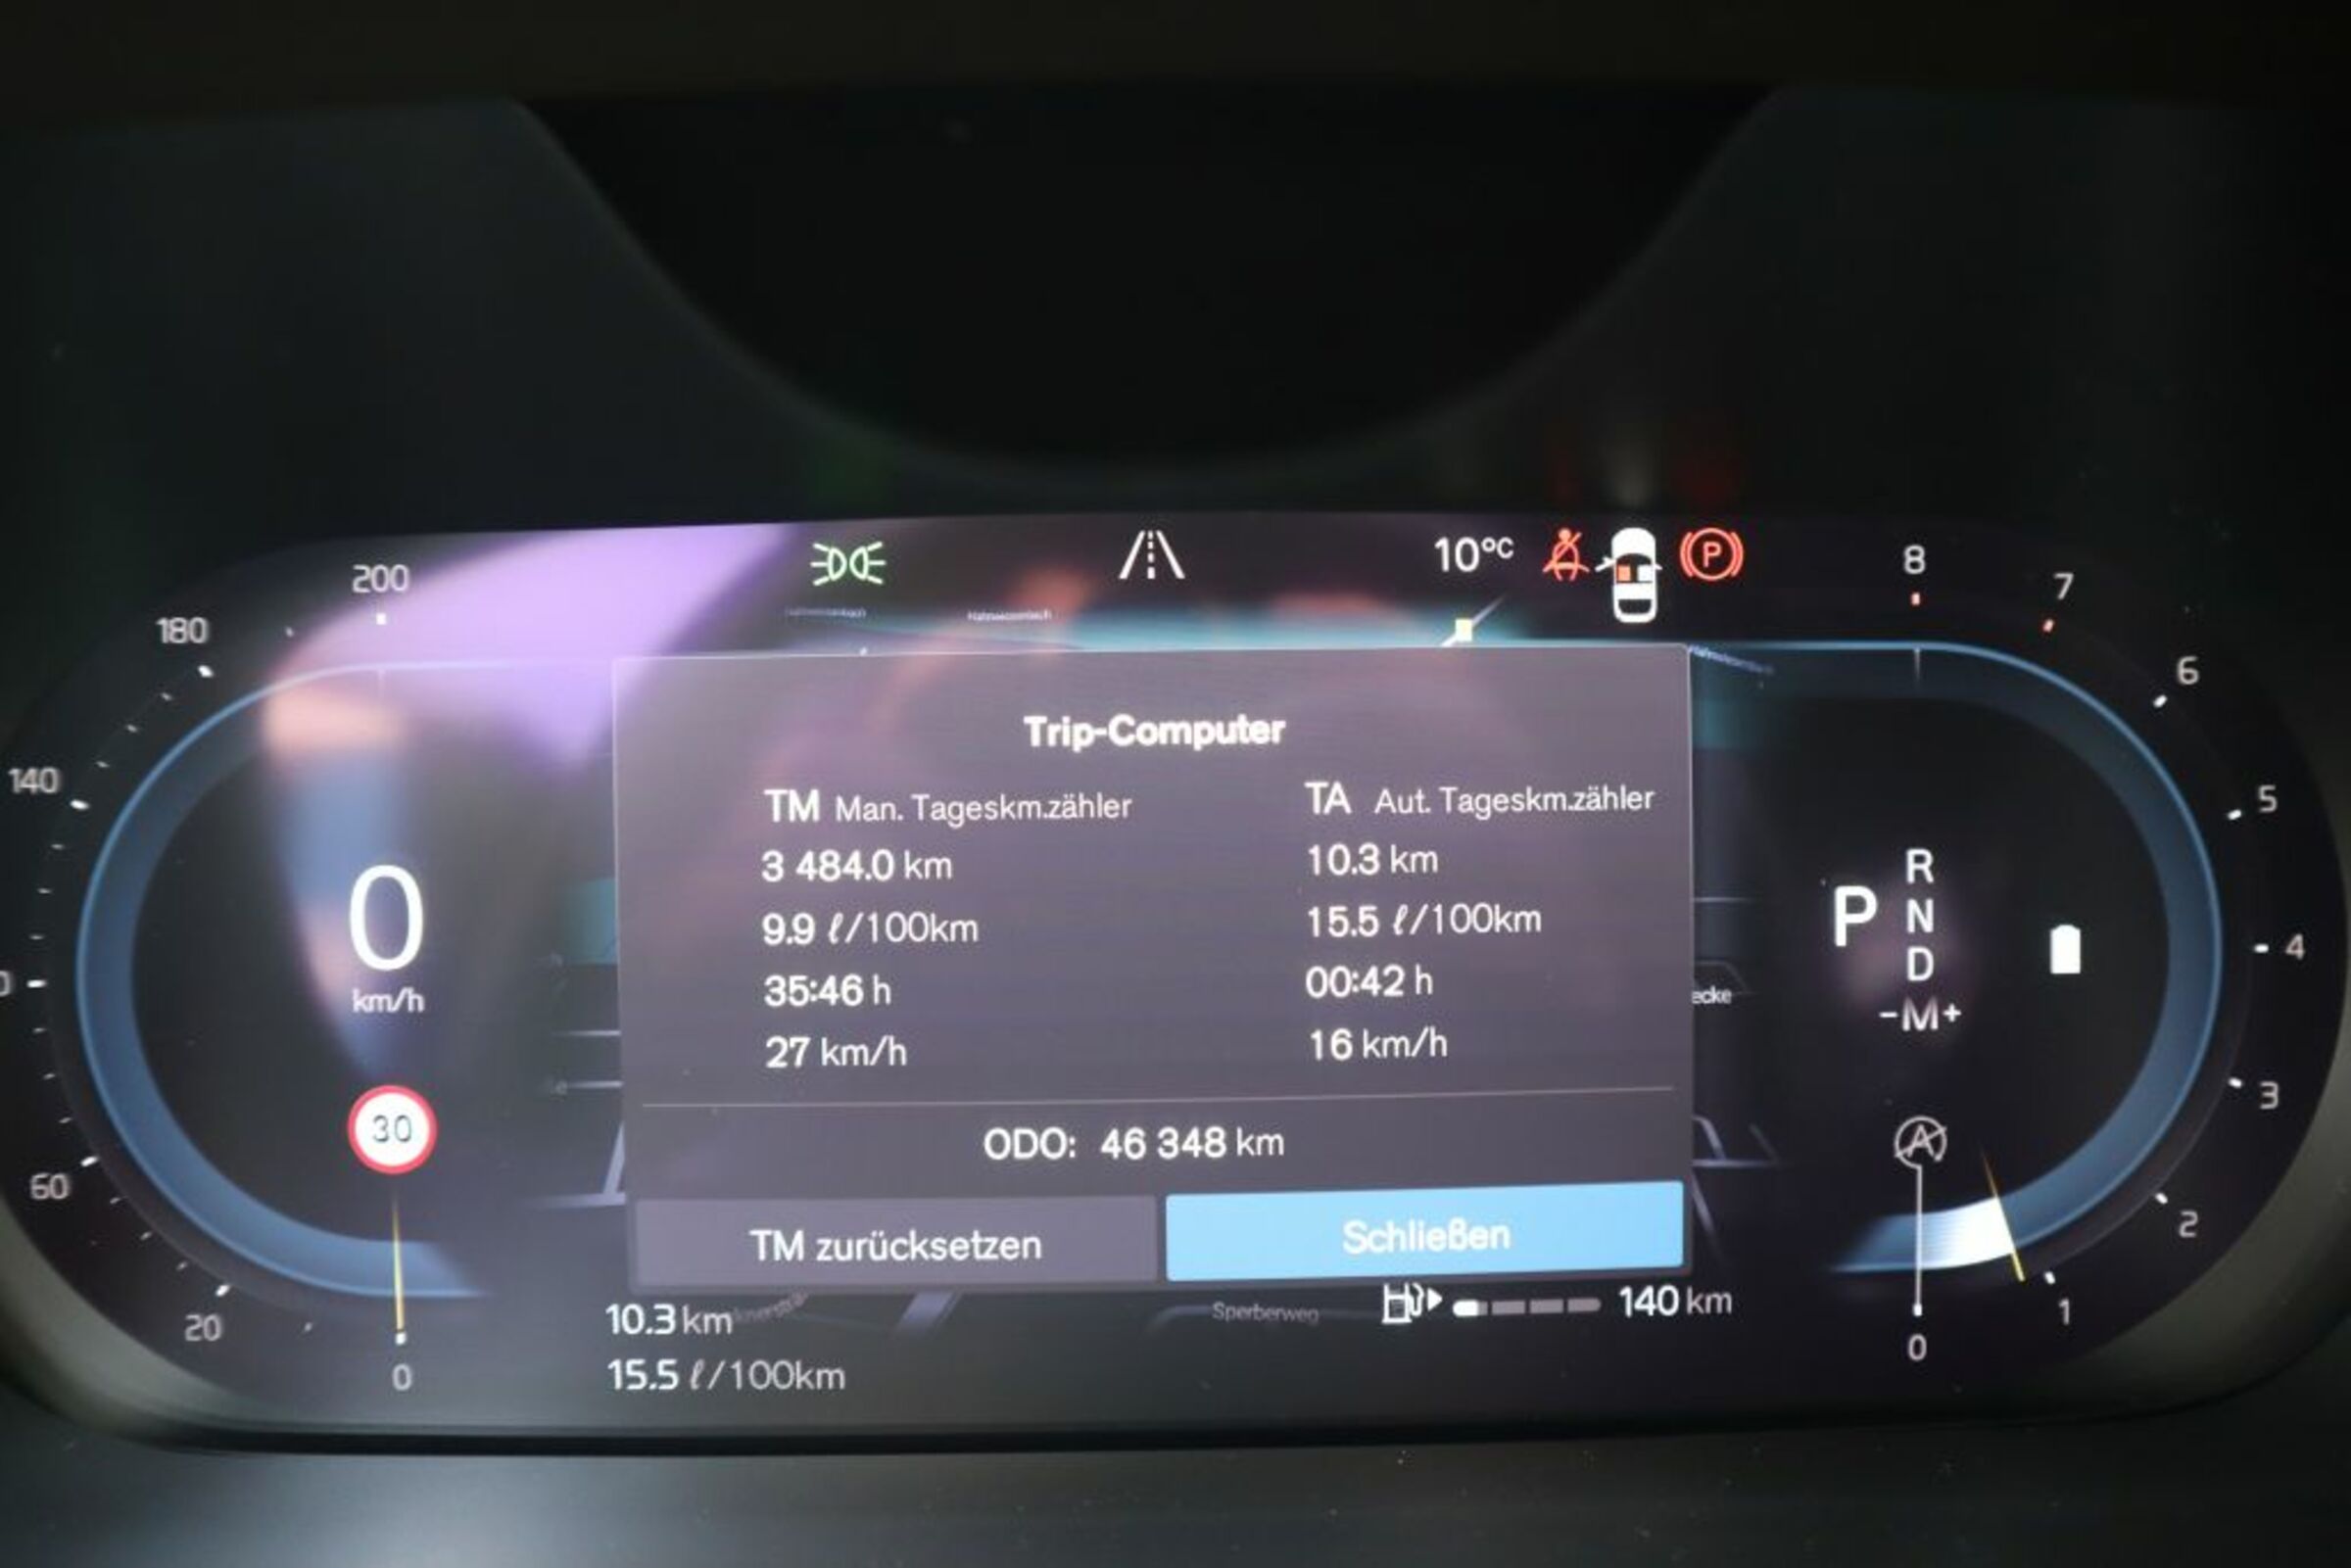 200
10°C
8
7
180
6
140
5
Trip-Computer
TM Man. Tageskm.zähler
3 484.0 km
9.9 ℓ/100km
35:46 h
27 km/h
TA Aut. Tageskm.zähler
10.3 km
15.5 ℓ/100km
00:42 h
16 km/h
ODO: 46 348 km
TM zurücksetzen
Schließen
0
km/h
30
P
R
N
D
-M+
4
3
A
60
2
20
1
0
0
10.3 km
15.5 ℓ/100km
Sperberweg
140 km
ecke
P